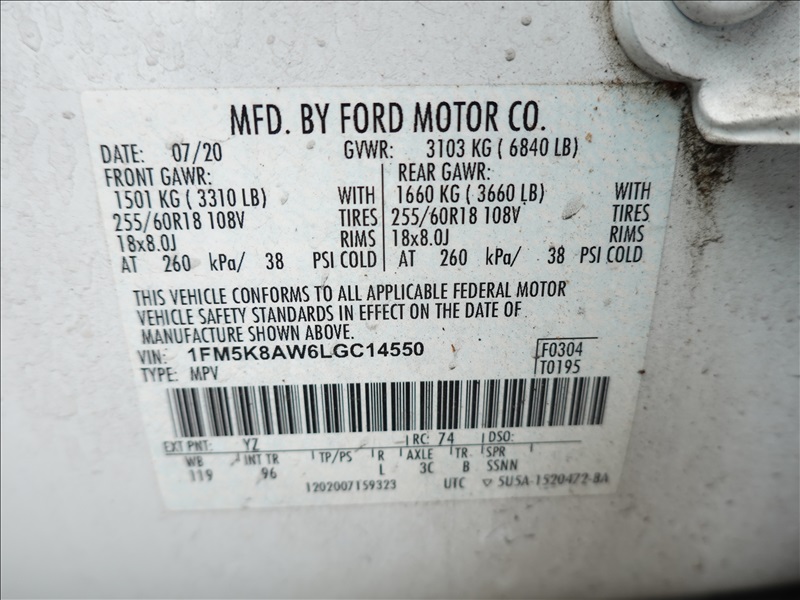 MFD. BY FORD MOTOR CO.
DATE: 07/20 GVWR: 3103 KG ( 6840 LB)
FRONT GAWR: REAR GAWR:
1501 KG ( 3310 LB) WITH 1660 KG ( 3660 LB) WITH
255/60R18 108V TIRES 255/60R18 108V TIRES
18x8.0J RIMS 18x8.0J RIMS
AT 260 kPa/ 38 PSI COLD AT 260 kPa/ 38 PSI COLD
THIS VEHICLE CONFORMS TO ALL APPLICABLE FEDERAL MOTOR
VEHICLE SAFETY STANDARDS IN EFFECT ON THE DATE OF
MANUFACTURE SHOWN ABOVE.
VIN: 1FM5K8AW6LGC14550 F0304
TYPE: MPV T0195
EXT PNT: YZ RC: 74 DSO:
WB INT TR TP/PS R AXLE TR SPR
119 96 L 3C B SSNN
1202007159323 UTC ▽ 5U5A-1520472-BA